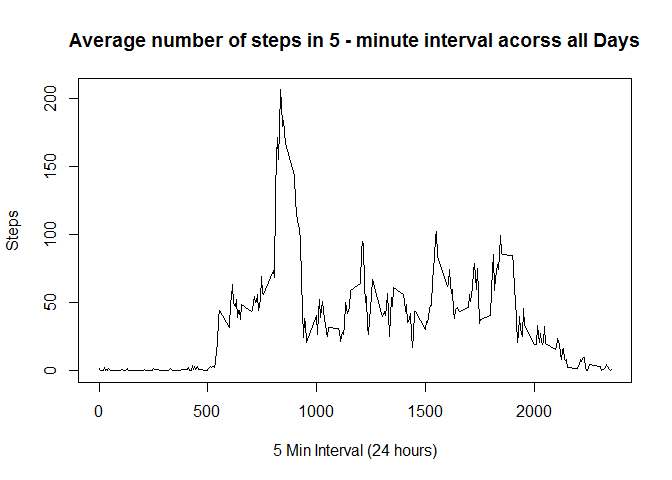 Average number of steps in 5 - minute interval acorss all Days
200
150
100
50
0
Steps
0 500 1000 1500 2000
5 Min Interval (24 hours)